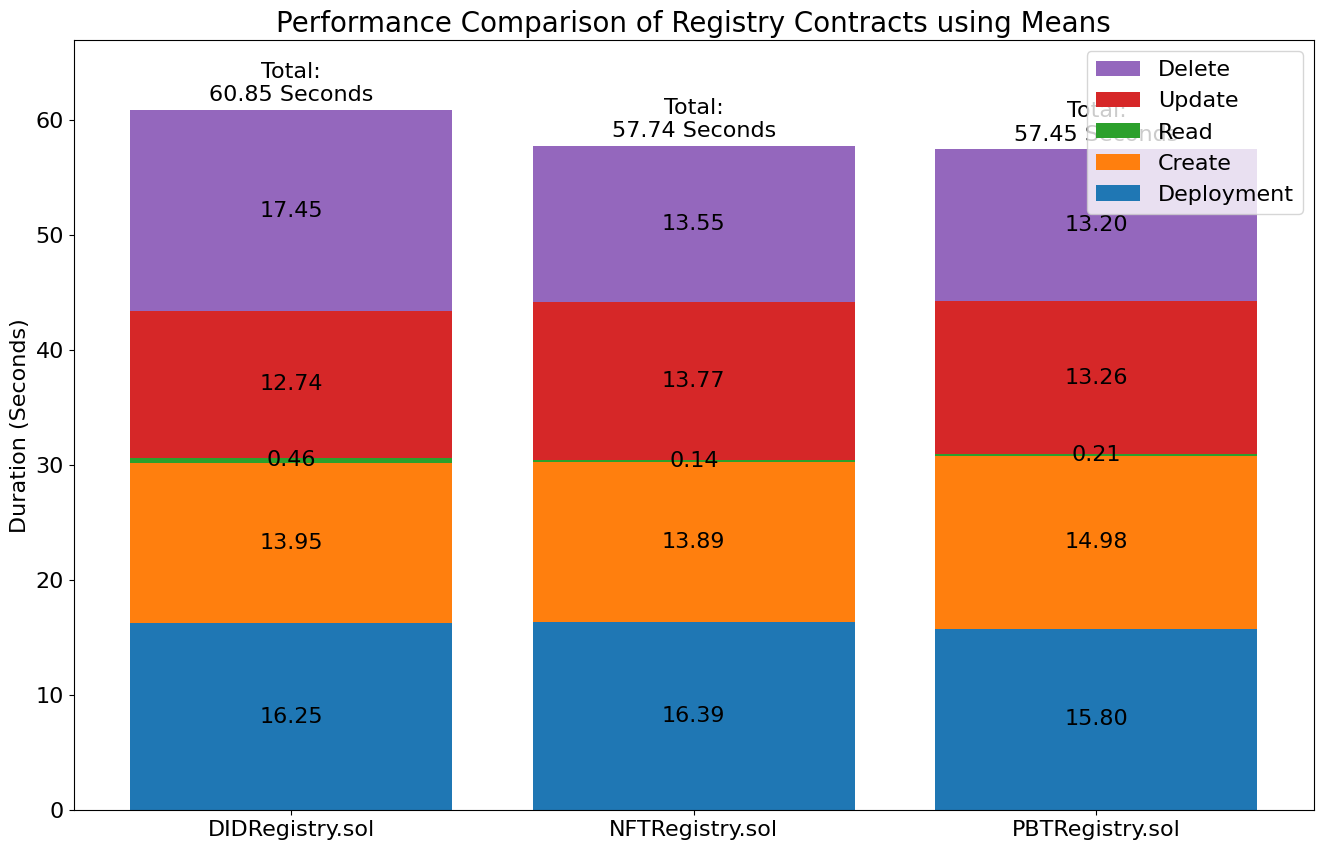 Performance Comparison of Registry Contracts using Means
Total:
60.85 Seconds
Total:
57.74 Seconds
Total:
57.45 Seconds
Delete
Update
Read
Create
Deployment
Duration (Seconds)
60
50
40
30
20
10
0
17.45
13.55
13.20
12.74
13.77
13.26
0.46
0.14
0.21
13.95
13.89
14.98
16.25
16.39
15.80
DIDRegistry.sol
NFTRegistry.sol
PBTRegistry.sol